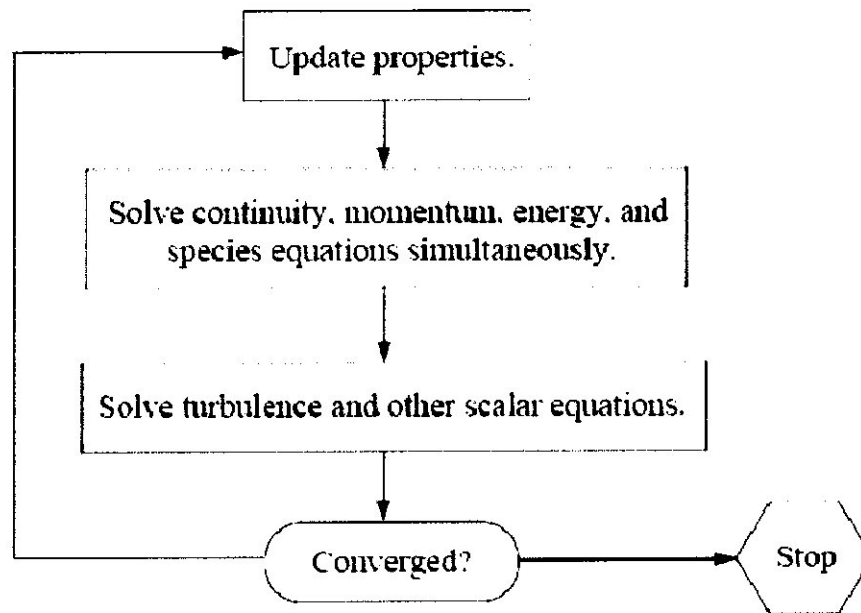 Update properties.
Solve continuity, momentum, energy, and
species equations simultaneously.
Solve turbulence and other scalar equations.
Converged?
Stop